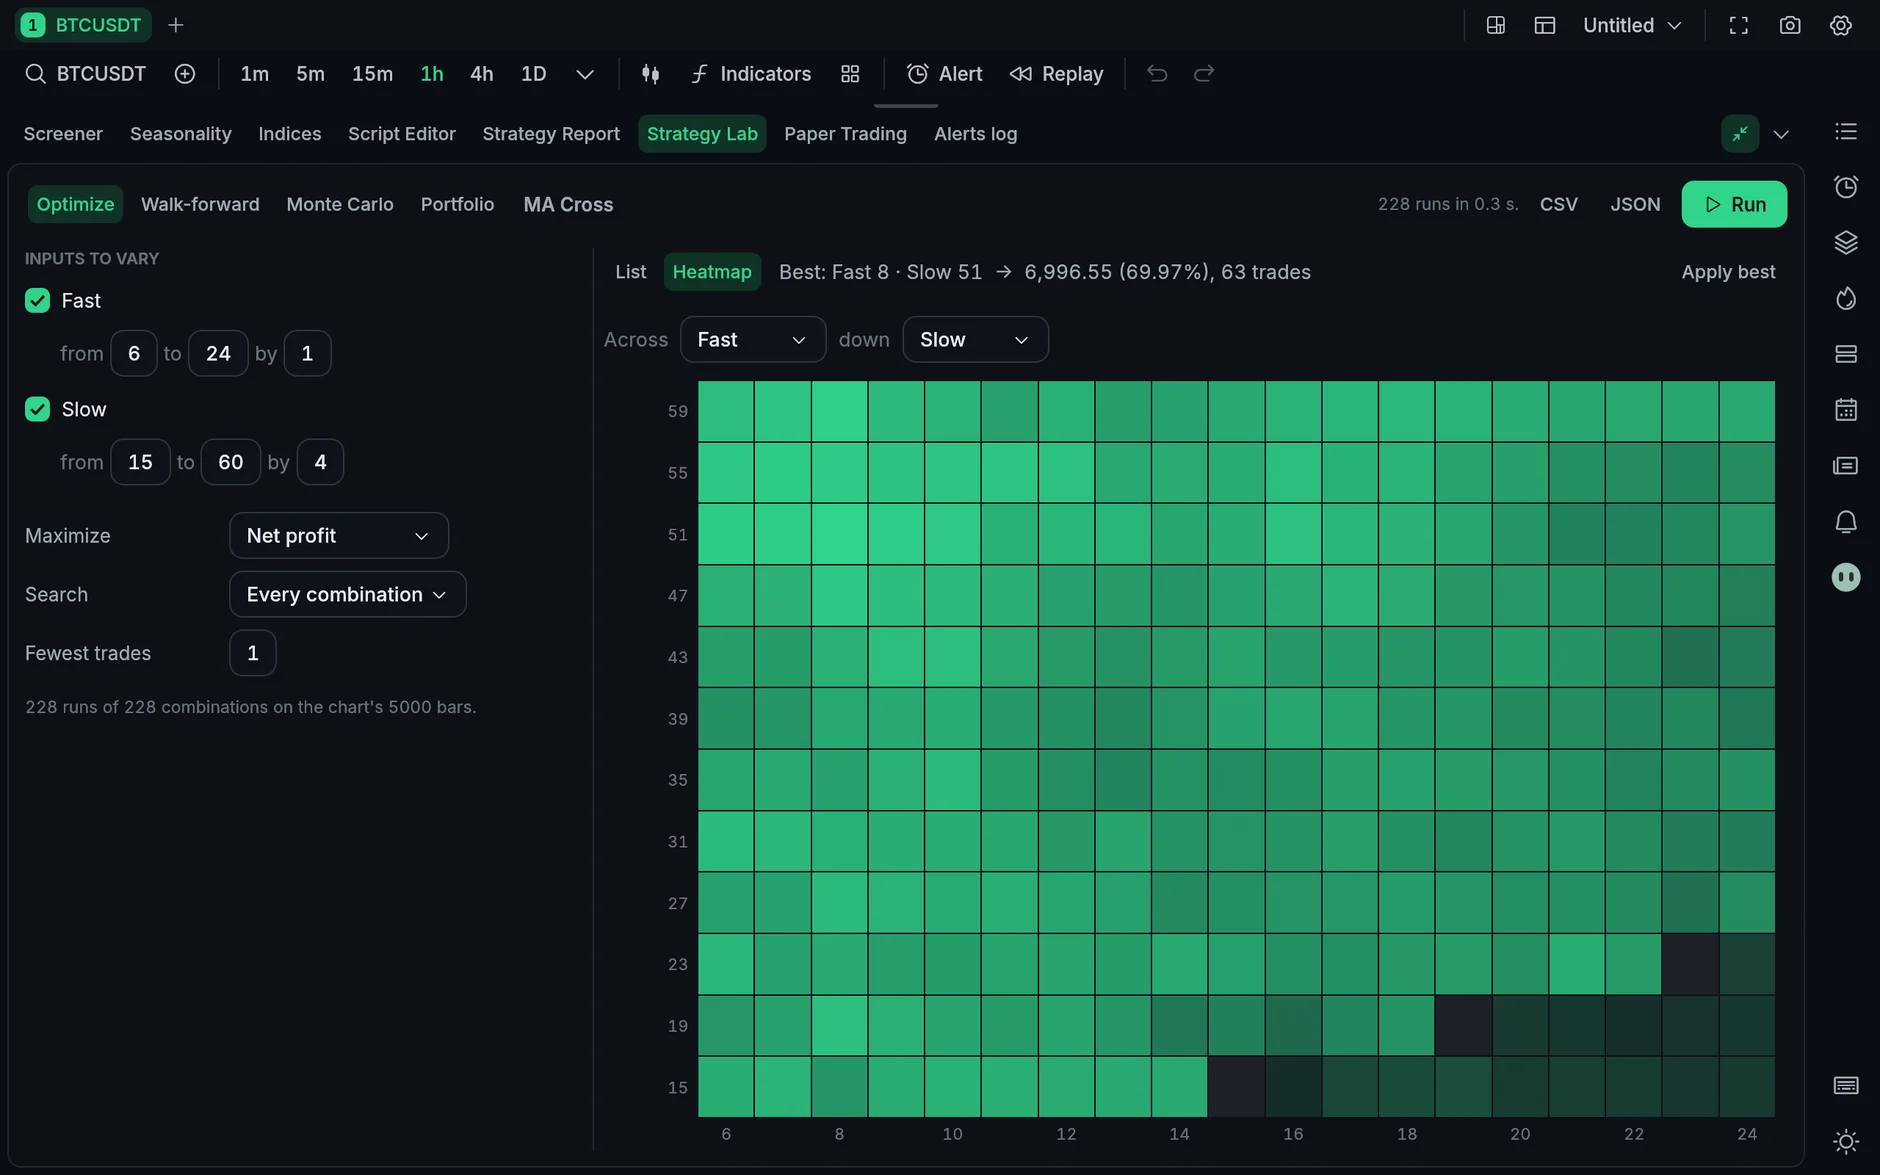 1 BTCUSDT
Untitled
BTCUSDT 1m 5m 15m 1h 4h 1D Indicators Alert Replay
Screener Seasonality Indices Script Editor Strategy Report Strategy Lab Paper Trading Alerts log
Optimize Walk-forward Monte Carlo Portfolio MA Cross 228 runs in 0.3 s. CSV JSON Run
INPUTS TO VARY
Fast
from 6 to 24 by 1
Slow
from 15 to 60 by 4
Maximize Net profit
Search Every combination
Fewest trades 1
228 runs of 228 combinations on the chart's 5000 bars.
List Heatmap Best: Fast 8 · Slow 51 → 6,996.55 (69.97%), 63 trades Apply best
Across Fast down Slow
59
55
51
47
43
39
35
31
27
23
19
15
6 8 10 12 14 16 18 20 22 24